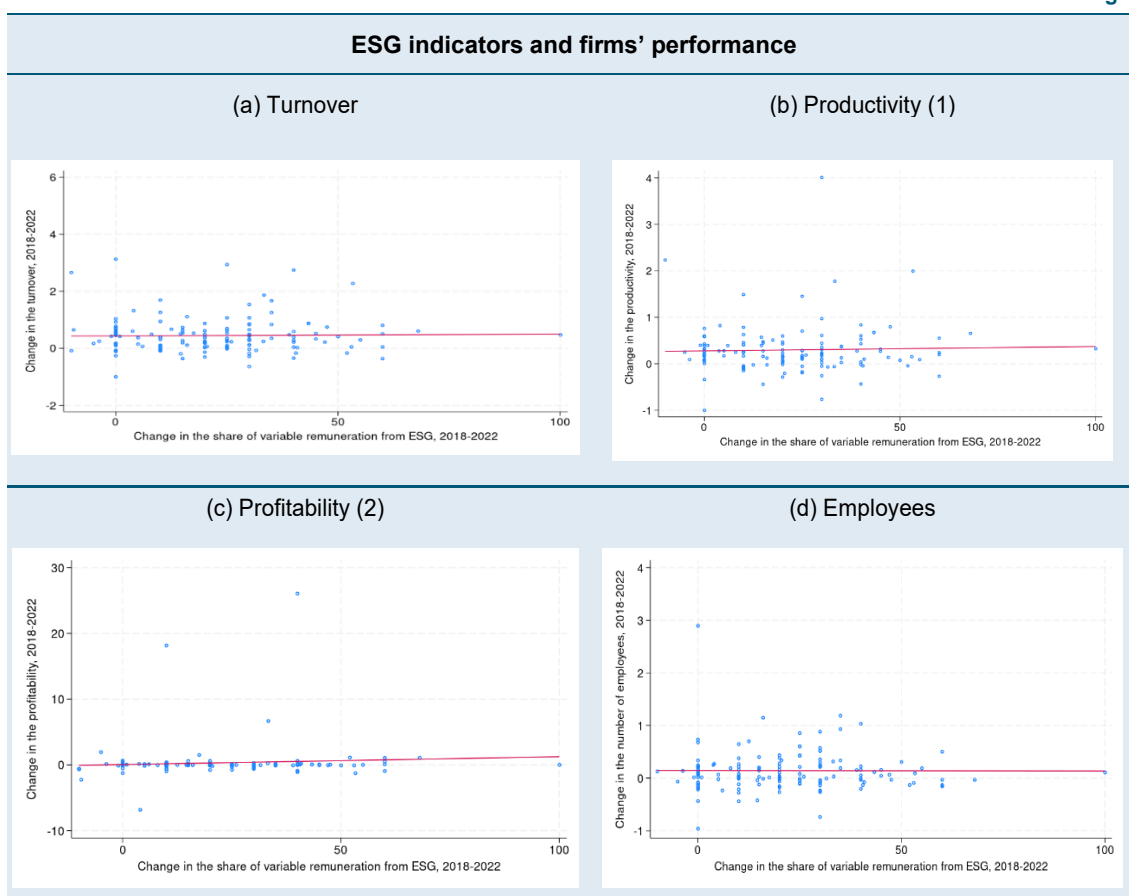 g
ESG indicators and firms’ performance
(a) Turnover
(b) Productivity (1)
Change in the turnover, 2018-2022
6
4
2
0
-2
0
50
100
Change in the share of variable remuneration from ESG, 2018-2022
Change in the productivity, 2018-2022
4
3
2
1
0
-1
0
50
100
Change in the share of variable remuneration from ESG, 2018-2022
(c) Profitability (2)
(d) Employees
Change in the profitability, 2018-2022
30
20
10
0
-10
0
50
100
Change in the share of variable remuneration from ESG, 2018-2022
Change in the number of employees, 2018-2022
4
3
2
1
0
-1
0
50
100
Change in the share of variable remuneration from ESG, 2018-2022